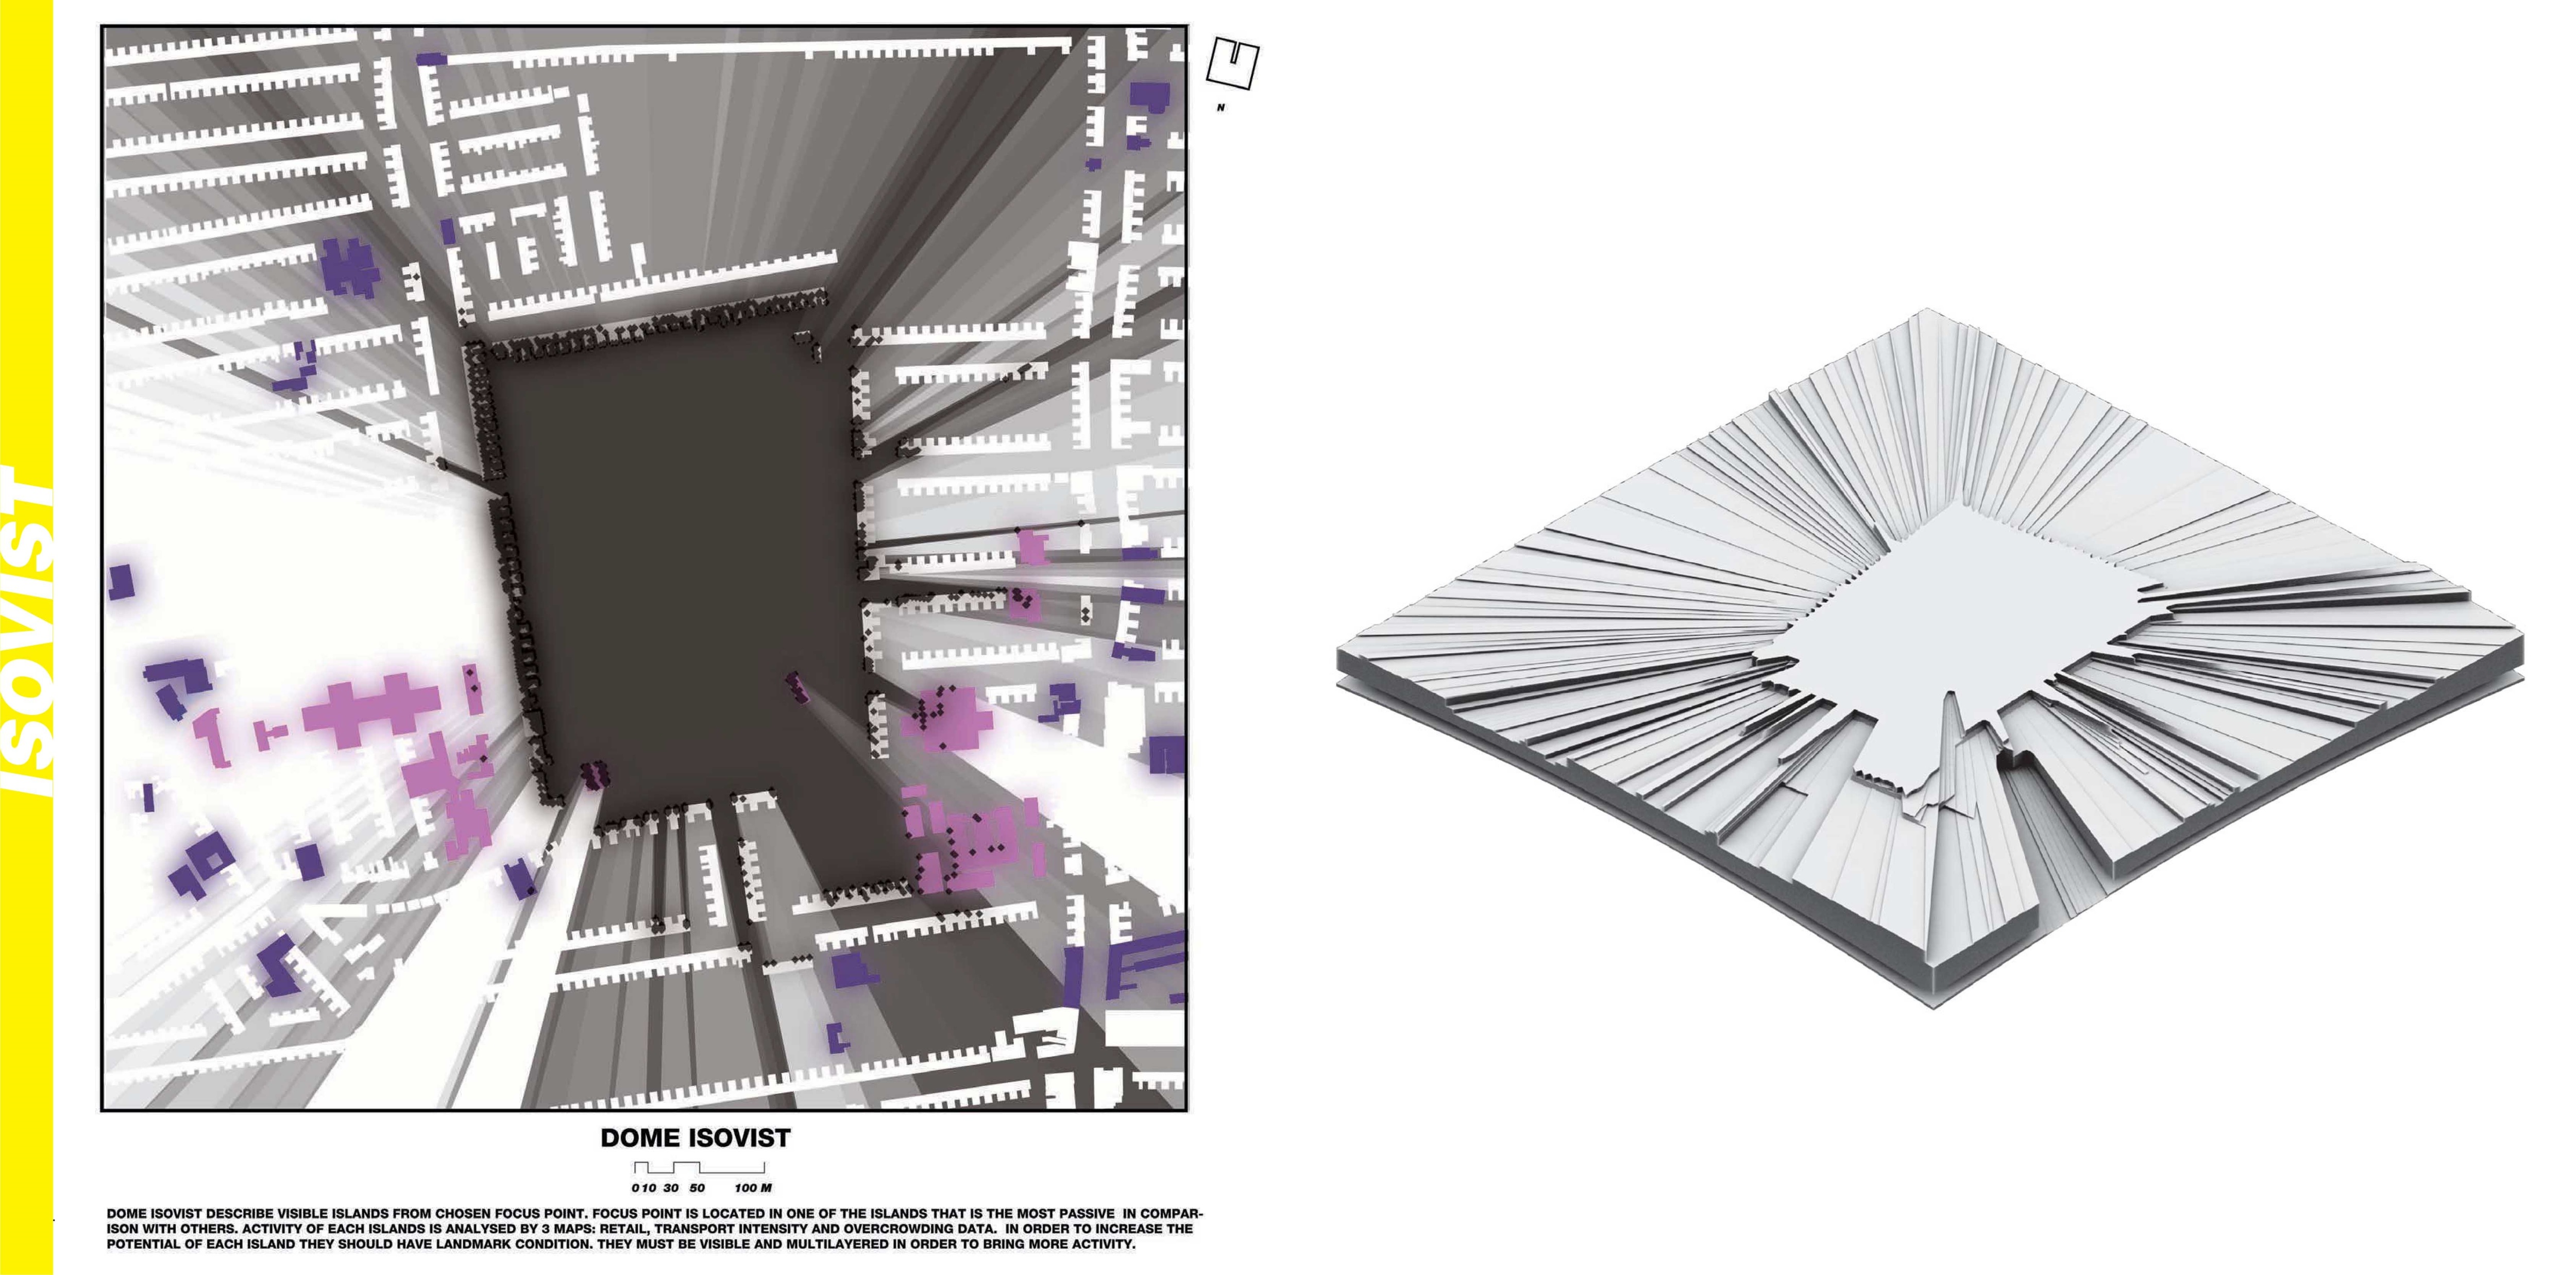 ISOVIST
N
DOME ISOVIST
0 10 30 50 100 M
DOME ISOVIST DESCRIBE VISIBLE ISLANDS FROM CHOSEN FOCUS POINT. FOCUS POINT IS LOCATED IN ONE OF THE ISLANDS THAT IS THE MOST PASSIVE IN COMPAR-
ISON WITH OTHERS. ACTIVITY OF EACH ISLANDS IS ANALYSED BY 3 MAPS: RETAIL, TRANSPORT INTENSITY AND OVERCROWDING DATA. IN ORDER TO INCREASE THE
POTENTIAL OF EACH ISLAND THEY SHOULD HAVE LANDMARK CONDITION. THEY MUST BE VISIBLE AND MULTILAYERED IN ORDER TO BRING MORE ACTIVITY.